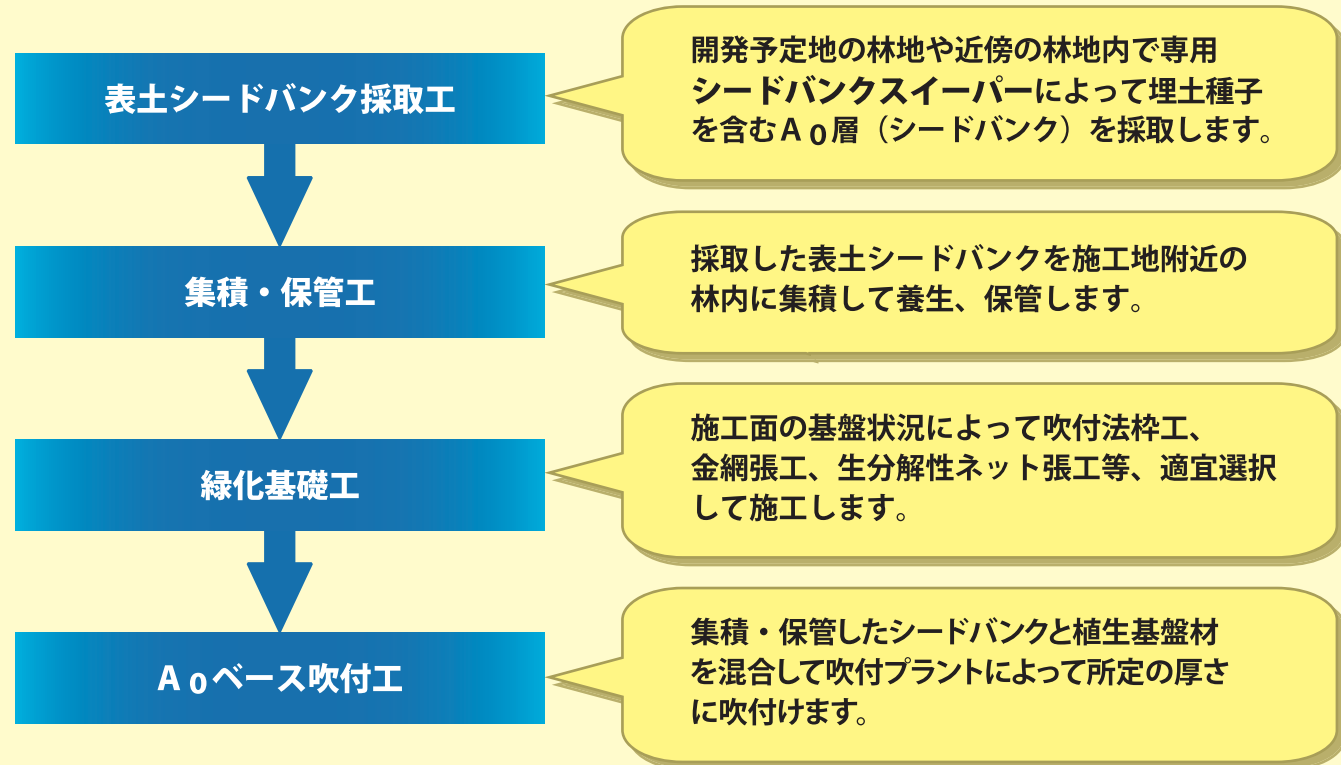 表土シードバンク採取工
開発予定地の林地や近傍の林地内で専用
シードバンクスイーパーによって埋土種子
を含むA0層（シードバンク）を採取します。
集積・保管工
採取した表土シードバンクを施工地附近の
林内に集積して養生、保管します。
緑化基礎工
施工面の基盤状況によって吹付法枠工、
金網張工、生分解性ネット張工等、適宜選択
して施工します。
A0ベース吹付工
集積・保管したシードバンクと植生基盤材
を混合して吹付プラントによって所定の厚さ
に吹付けます。